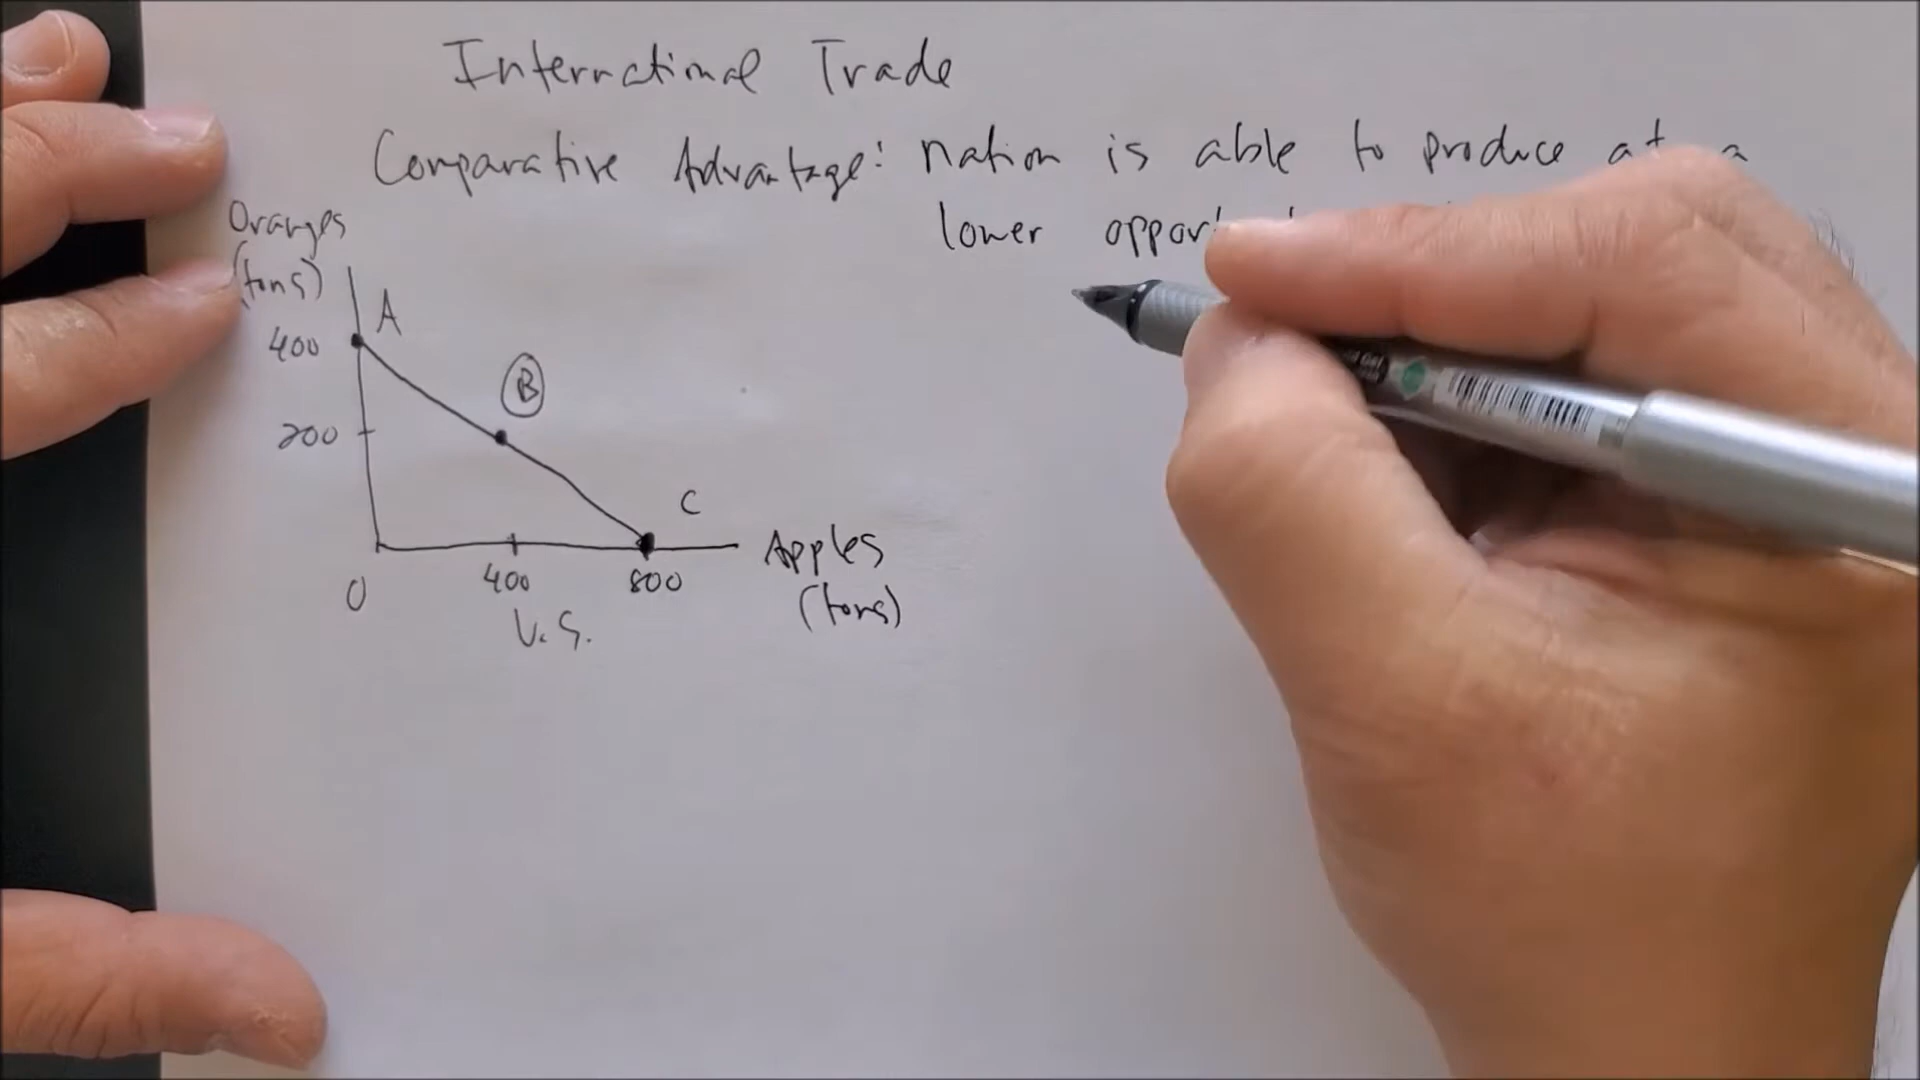 International Trade
Comparative Advantage: nation is able to produce at a
lower
Oranges
(tons)
A
400
B
200
C
Apples
(tons)
0
400
800
U.S.